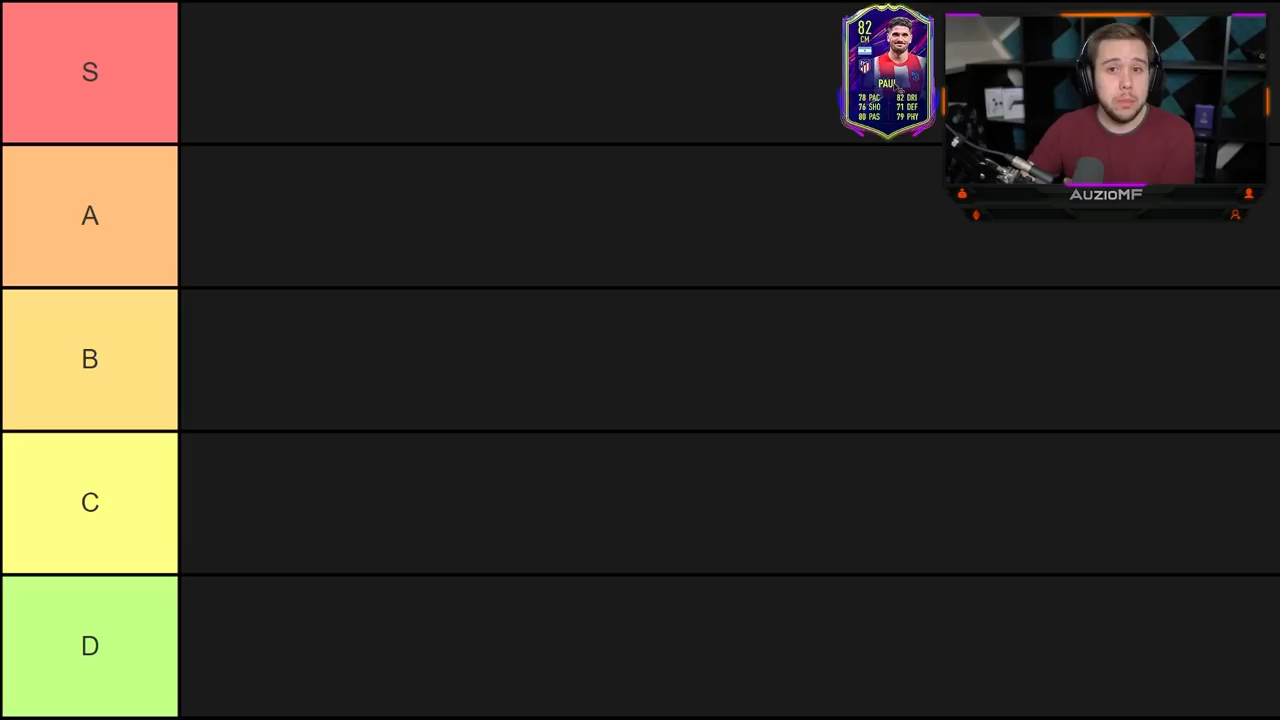 S
82
CM
PAUL
78 PAC 82 DRI
76 SHO 71 DEF
80 PAS 79 PHY
AUZIOMF
A
B
C
D